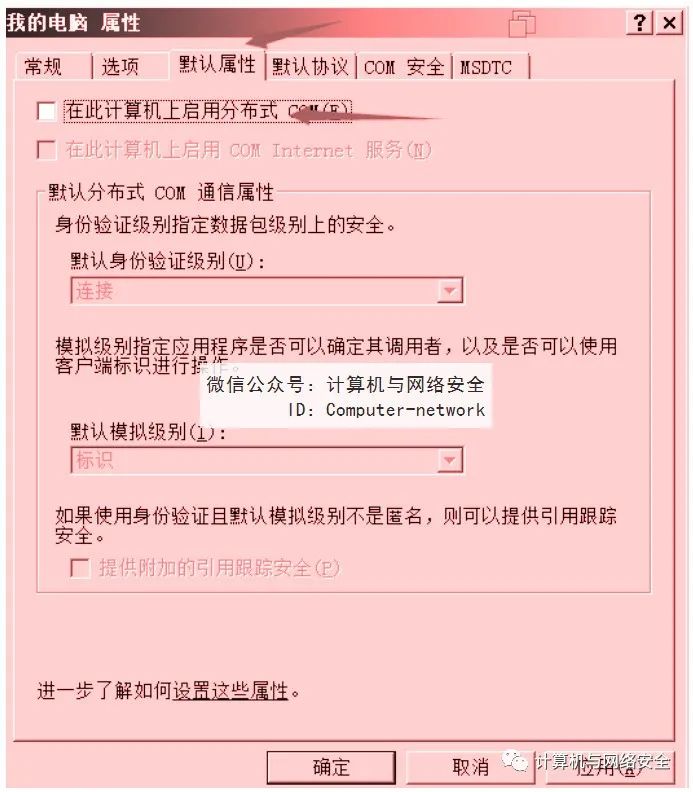 我的电脑 属性
常规 选项 默认属性 默认协议 COM 安全 MSDTC
在此计算机上启用分布式 COM(E)
在此计算机上启用 COM Internet 服务(N)
默认分布式 COM 通信属性
身份验证级别指定数据包级别上的安全。
默认身份验证级别(U):
连接
模拟级别指定应用程序是否可以确定其调用者，以及是否可以使用
客户端标识进行操作。
微信公众号：计算机与网络安全
ID：Computer-network
默认模拟级别(I):
标识
如果使用身份验证且默认模拟级别不是匿名，则可以提供引用跟踪
安全。
提供附加的引用跟踪安全(P)
进一步了解如何设置这些属性。
确定 取消 应用(A)
计算机与网络安全